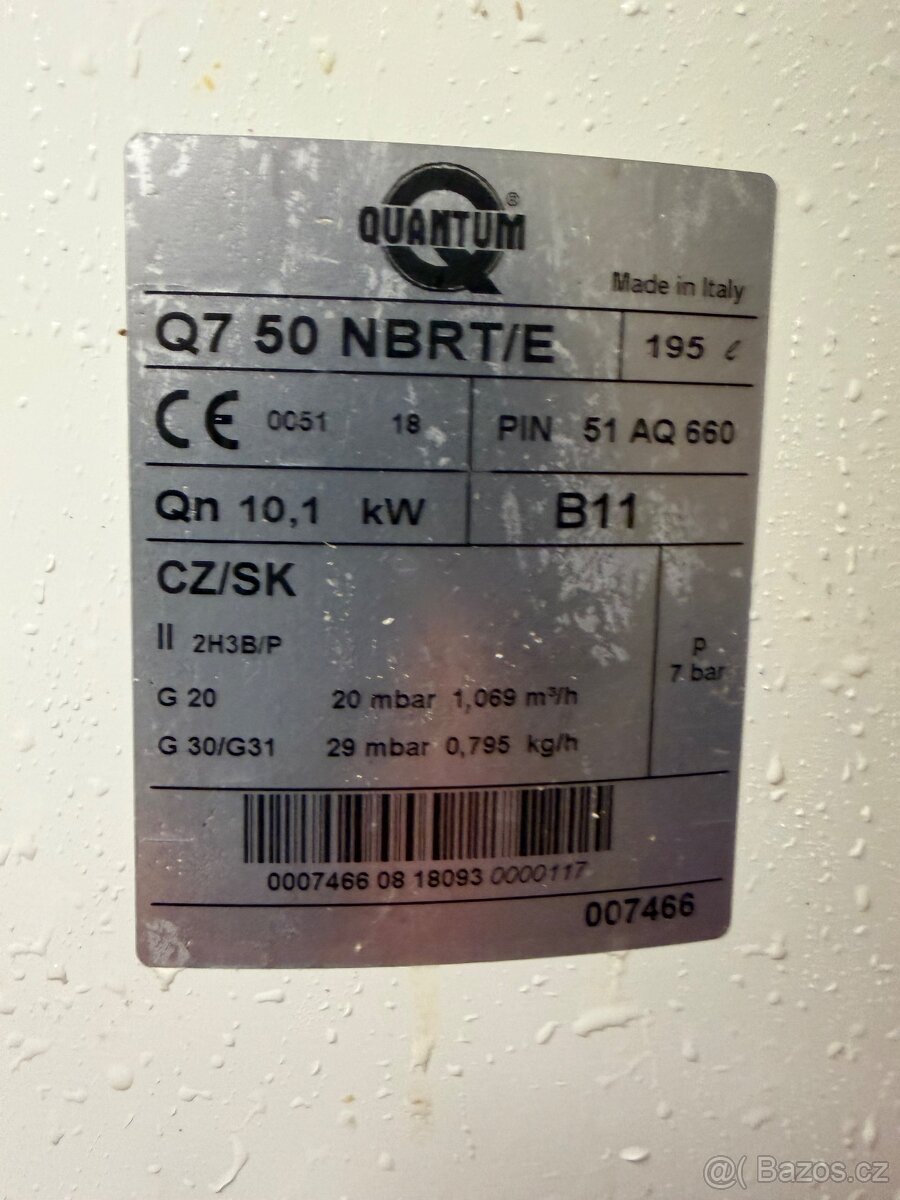 QUANTUM ®
Made in Italy
Q7 50 NBRT/E 195 ℓ
CE 0051 18 PIN 51 AQ 660
Qn 10,1 kW B11
CZ/SK
II 2H3B/P
p
7 bar
G 20 20 mbar 1,069 m³/h
G 30/G31 29 mbar 0,795 kg/h
0007466 08 18093 0000117
007466
@( Bazos.cz